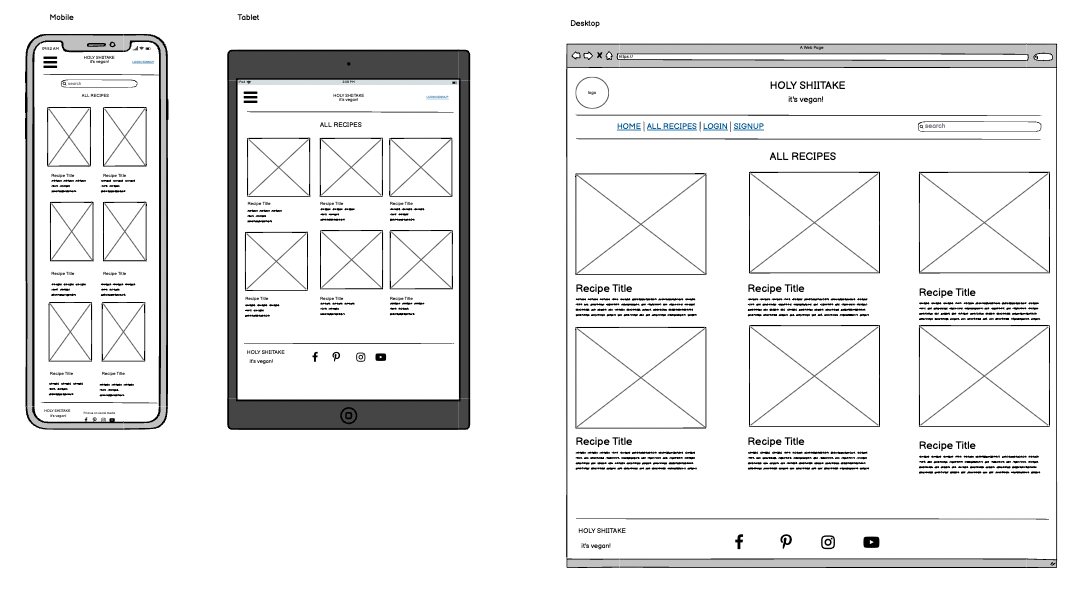 Mobile
09:52 AM
HOLY SHIITAKE
it's vegan!
LOGIN/SIGNUP
search
ALL RECIPES
Recipe Title
Recipe Title
Recipe Title
Recipe Title
Recipe Title
Recipe Title
HOLY SHIITAKE
it's vegan!
Find us on social media
Tablet
iPad
HOLY SHIITAKE
it's vegan!
LOGIN/SIGNUP
ALL RECIPES
Recipe Title
Recipe Title
Recipe Title
Recipe Title
Recipe Title
Recipe Title
HOLY SHIITAKE
it's vegan!
Desktop
A Web Page
https://
logo
HOLY SHIITAKE
it's vegan!
HOME | ALL RECIPES | LOGIN | SIGNUP
search
ALL RECIPES
Recipe Title
Recipe Title
Recipe Title
Recipe Title
Recipe Title
Recipe Title
HOLY SHIITAKE
it's vegan!